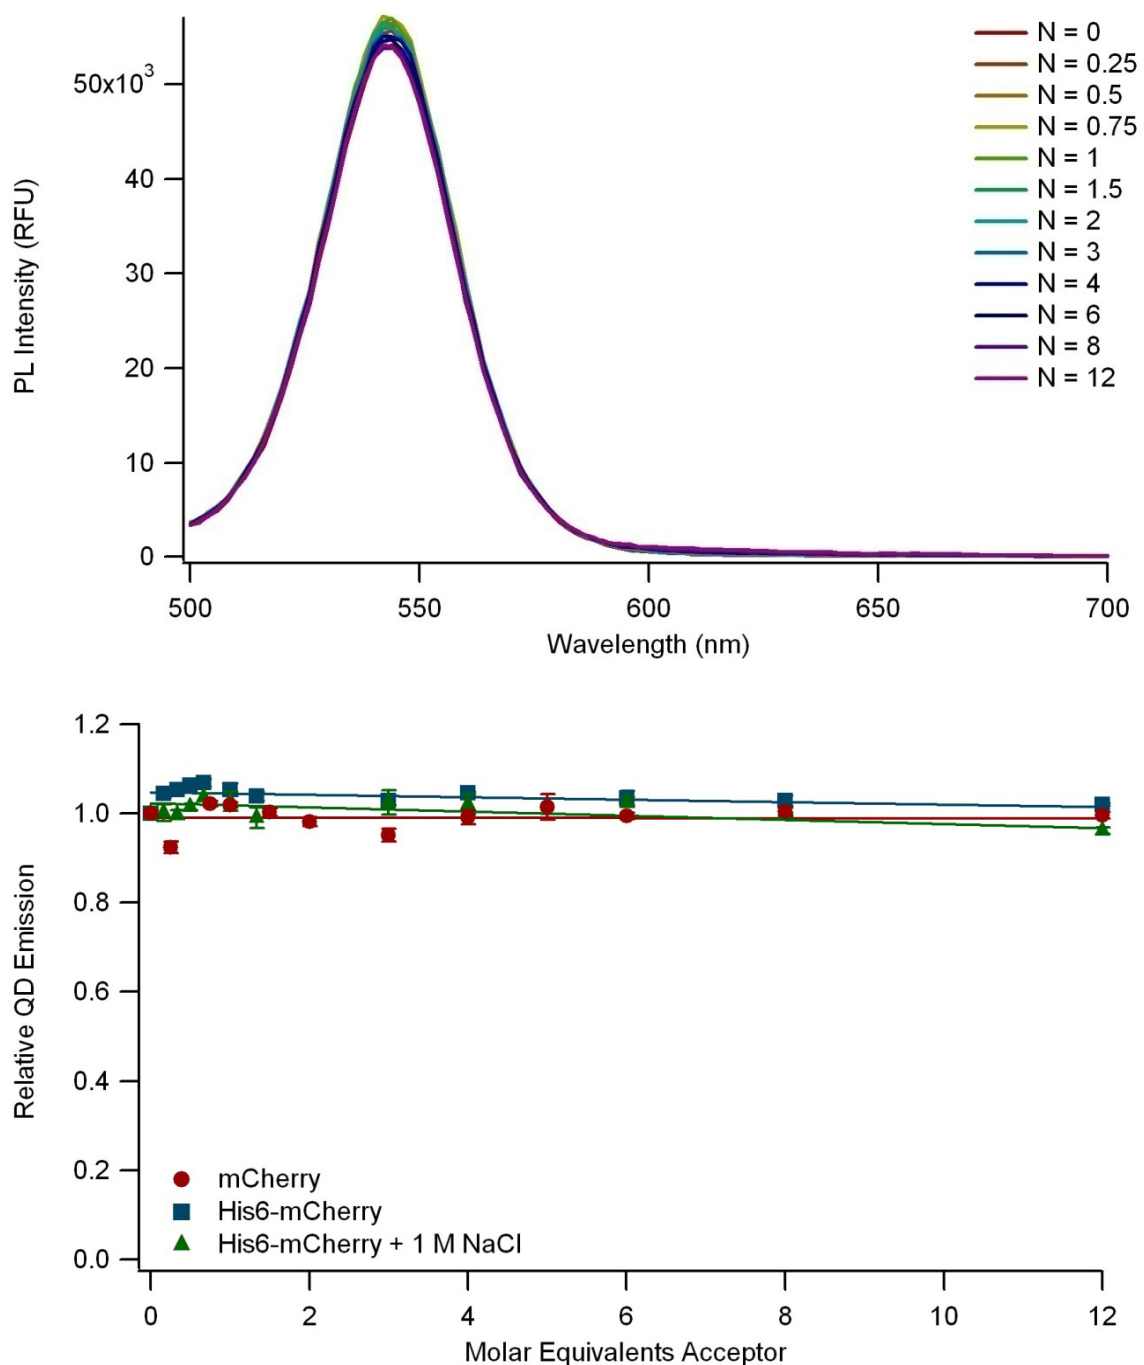 50x10³
40
30
20
10
0
PL Intensity (RFU)
500
550
600
650
700
Wavelength (nm)
N = 0
N = 0.25
N = 0.5
N = 0.75
N = 1
N = 1.5
N = 2
N = 3
N = 4
N = 6
N = 8
N = 12
1.2
1.0
0.8
0.6
0.4
0.2
0.0
Relative QD Emission
mCherry
His6-mCherry
His6-mCherry + 1 M NaCl
0
2
4
6
8
10
12
Molar Equivalents Acceptor